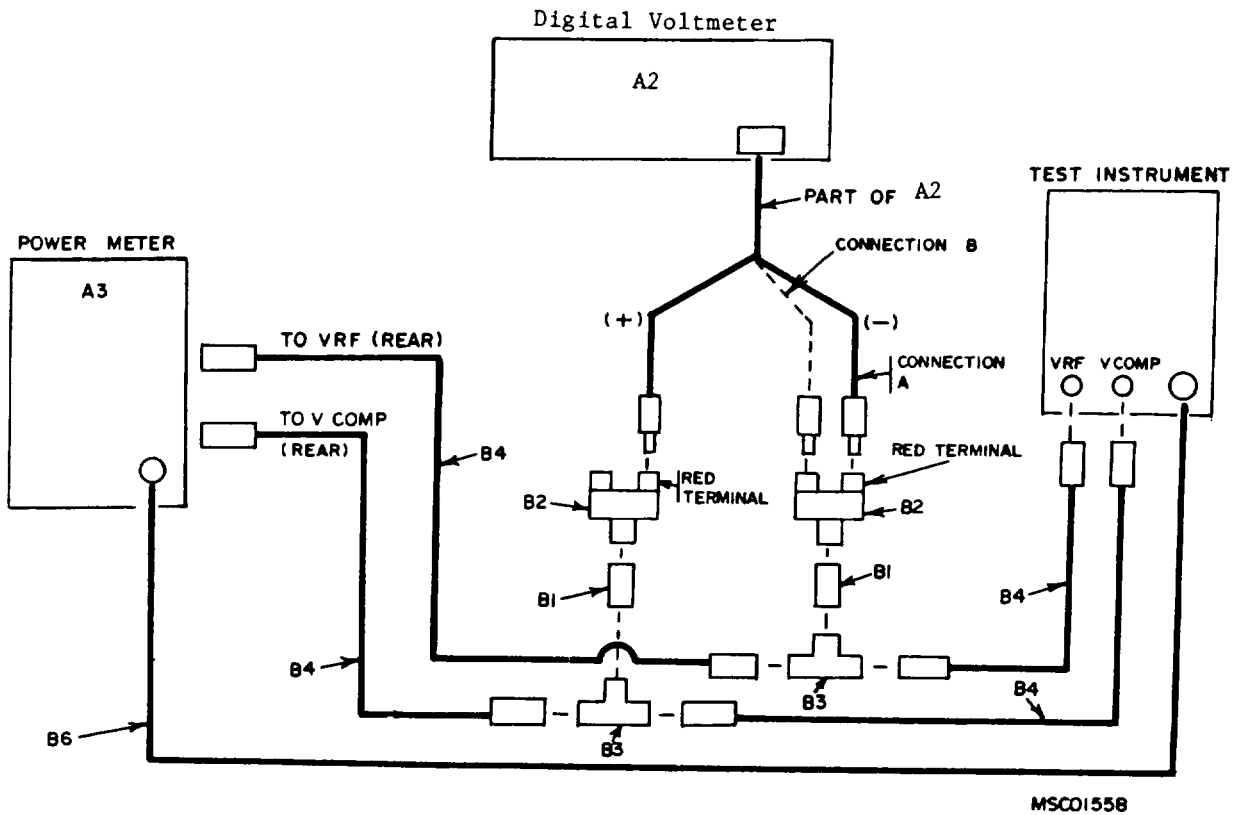 Digital Voltmeter
A2
TEST INSTRUMENT
PART OF A2
CONNECTION B
POWER METER
A3
(+)
(-)
TO VRF (REAR)
CONNECTION
A
VRF
V COMP
TO V COMP
(REAR)
B4
RED TERMINAL
RED
TERMINAL
B2
B2
B1
B1
B4
B4
B3
B4
B3
B6
MSC01558